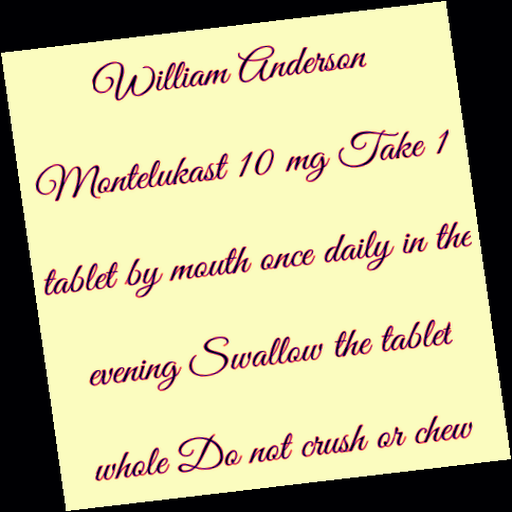 William Anderson
Montelukast 10 mg Take 1
tablet by mouth once daily in the
evening Swallow the tablet
whole Do not crush or chew